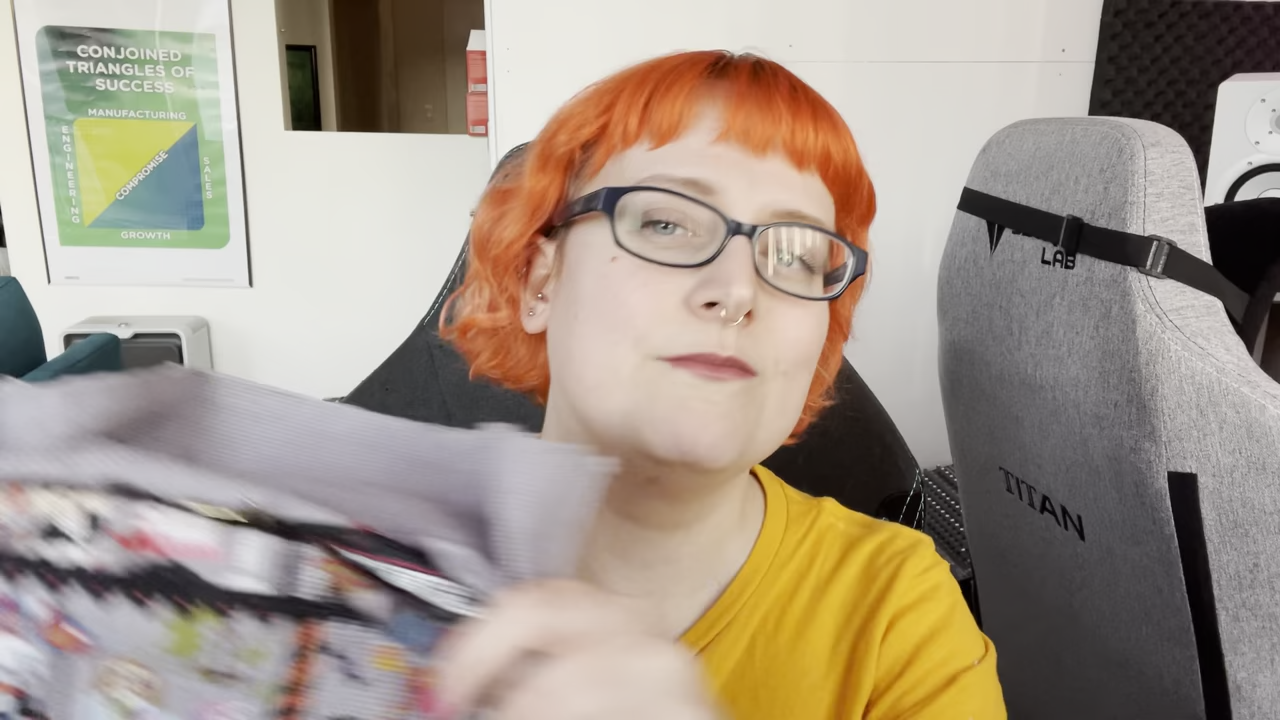 CONJOINED
TRIANGLES OF
SUCCESS
MANUFACTURING
ENGINEERING
COMPROMISE
SALES
GROWTH
LAB
TITAN